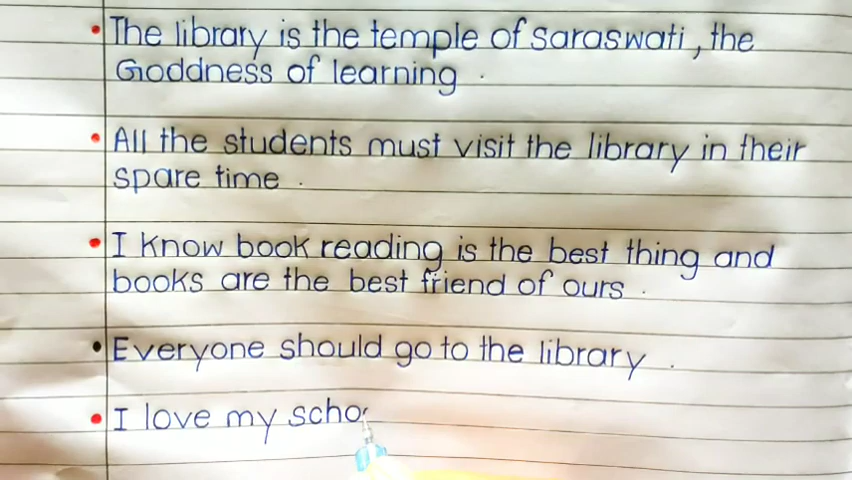 • The library is the temple of saraswati, the
Goddness of learning .
• All the students must visit the library in their
spare time .
• I know book reading is the best thing and
books are the best friend of ours .
• Everyone should go to the library .
• I love my scho